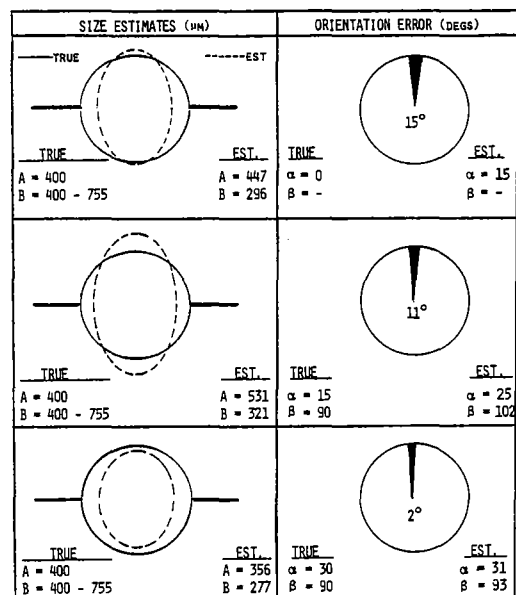 SIZE ESTIMATES (µM)
ORIENTATION ERROR (DEGS)
TRUE
EST
TRUE EST.
A = 400 A = 447
B = 400 - 755 B = 296
15°
TRUE EST.
α = 0 α = 15
β = - β = -
TRUE EST.
A = 400 A = 531
B = 400 - 755 B = 321
11°
TRUE EST.
α = 15 α = 25
β = 90 β = 102
TRUE EST.
A = 400 A = 356
B = 400 - 755 B = 277
2°
TRUE EST.
α = 30 α = 31
β = 90 β = 93